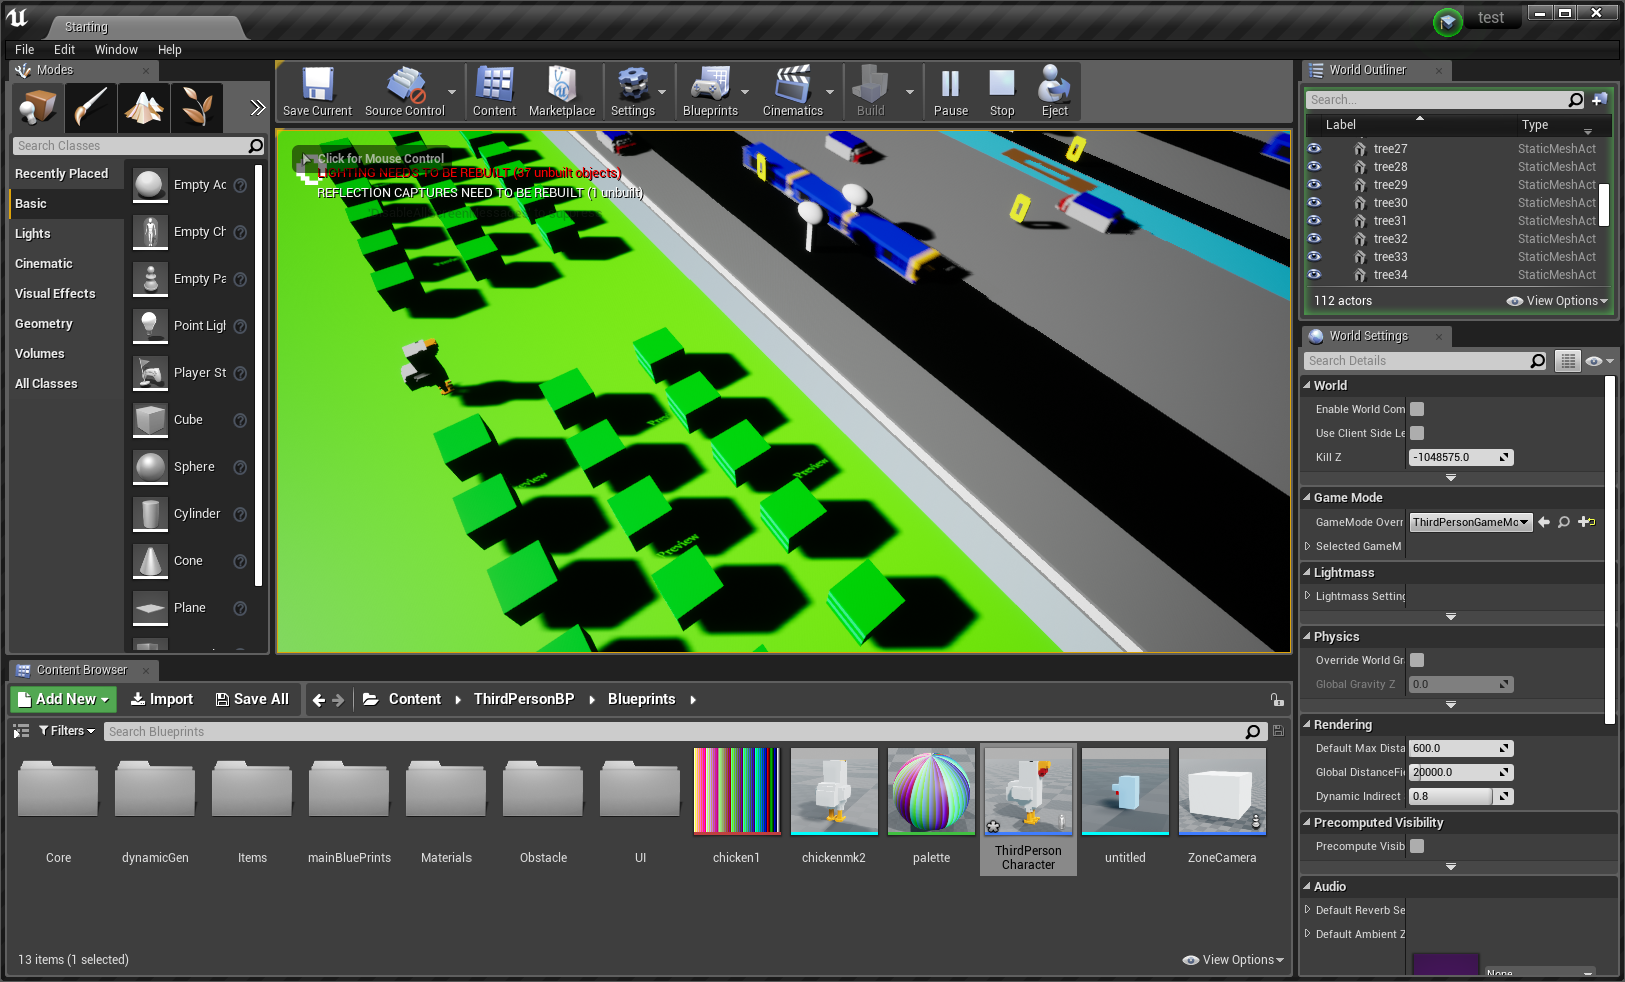 Starting
test
File Edit Window Help
Modes
Search Classes
Recently Placed
Basic
Lights
Cinematic
Visual Effects
Geometry
Volumes
All Classes
Empty Ac
Empty Ch
Empty Pa
Point Ligh
Player St
Cube
Sphere
Cylinder
Cone
Plane
Save Current Source Control Content Marketplace Settings Blueprints Cinematics Build Pause Stop Eject
Click for Mouse Control
LIGHTING NEEDS TO BE REBUILT (97 unbuilt objects)
REFLECTION CAPTURES NEED TO BE REBUILT (1 unbuilt)
Preview
Preview
Preview
World Outliner
Search...
Label Type
tree27 StaticMeshAct
tree28 StaticMeshAct
tree29 StaticMeshAct
tree30 StaticMeshAct
tree31 StaticMeshAct
tree32 StaticMeshAct
tree33 StaticMeshAct
tree34 StaticMeshAct
112 actors View Options
World Settings
Search Details
World
Enable World Com
Use Client Side Le
Kill Z -1048575.0
Game Mode
GameMode Overr ThirdPersonGameMo
Selected GameM
Lightmass
Lightmass Setting
Physics
Override World Gr
Global Gravity Z 0.0
Rendering
Default Max Dista 600.0
Global DistanceFie 20000.0
Dynamic Indirect 0.8
Precomputed Visibility
Precompute Visib
Audio
Default Reverb Se
Default Ambient Z
None
Content Browser
Add New Import Save All Content ThirdPersonBP Blueprints
Filters Search Blueprints
Core dynamicGen Items mainBluePrints Materials Obstacle UI chicken1 chickenmk2 palette ThirdPerson untitled ZoneCamera
Character
13 items (1 selected) View Options